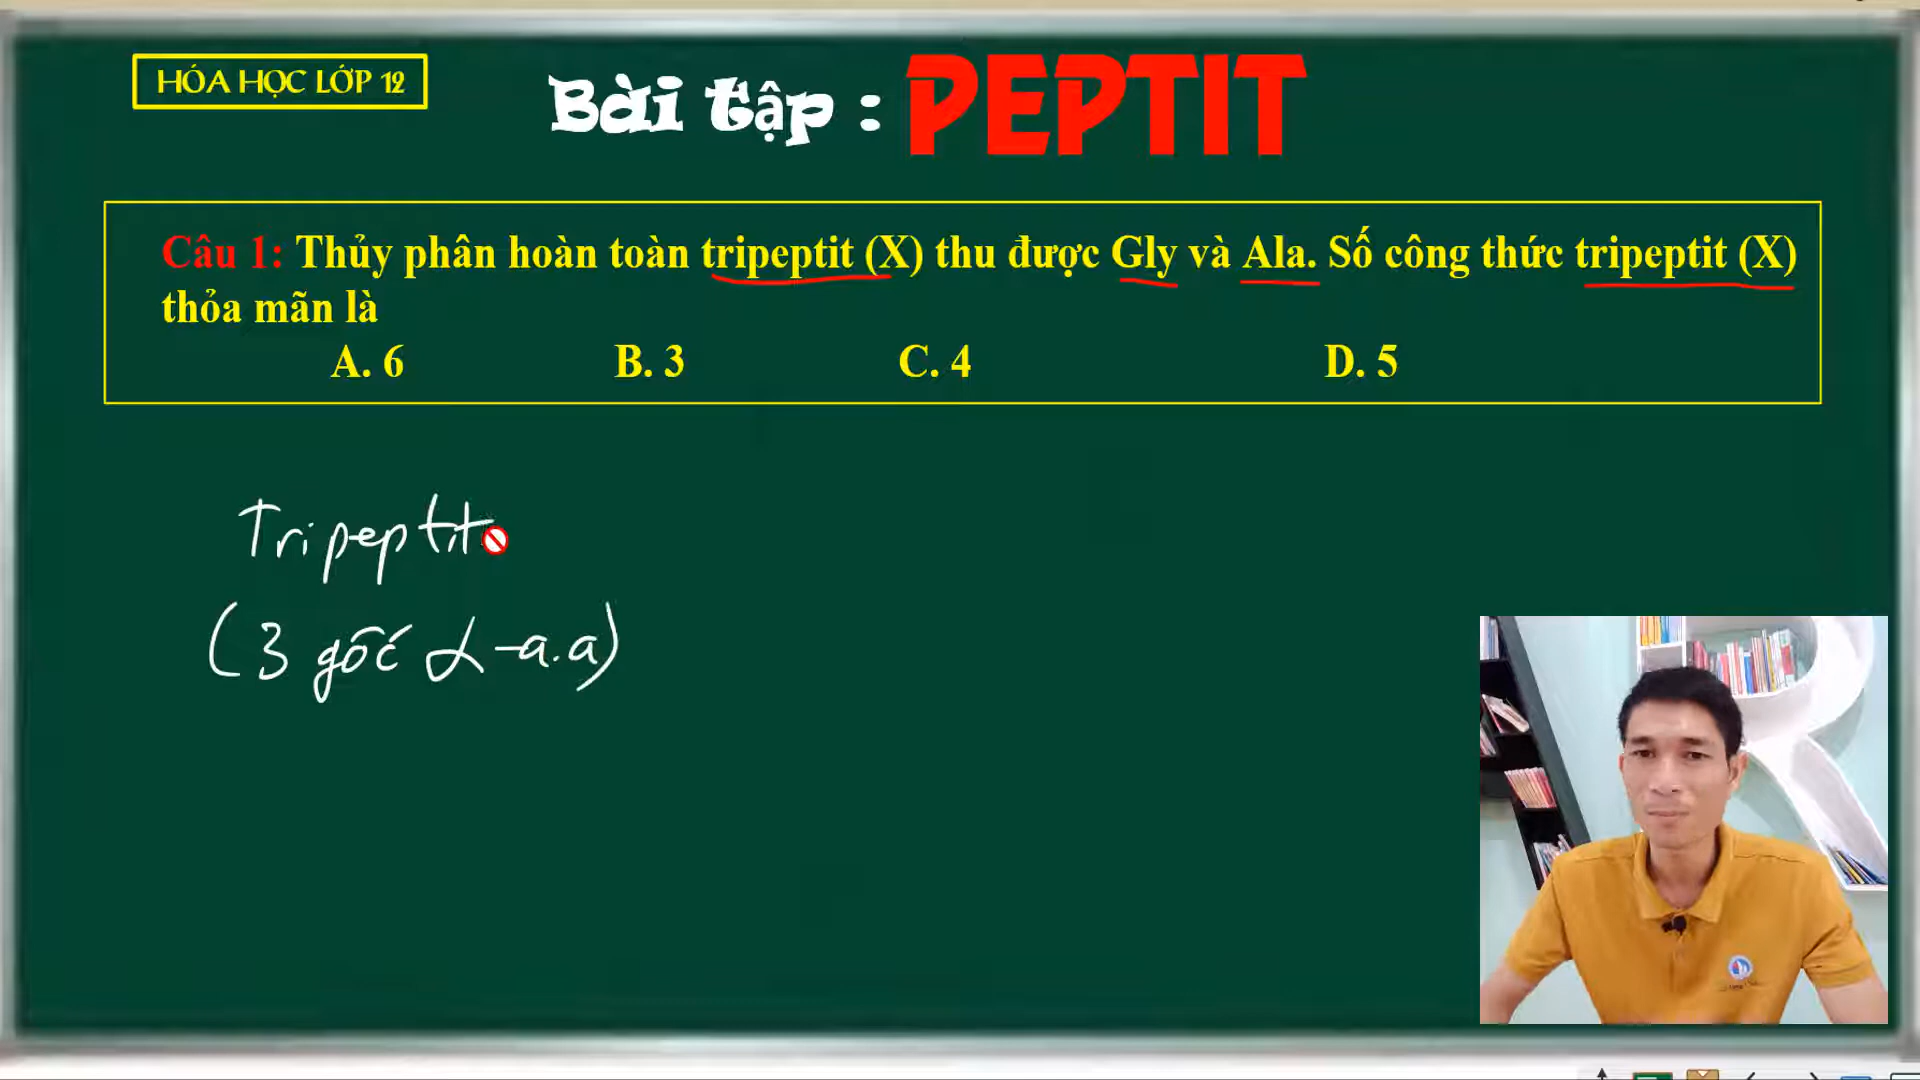 HÓA HỌC LỚP 12
Bài tập : PEPTIT
Câu 1: Thủy phân hoàn toàn tripeptit (X) thu được Gly và Ala. Số công thức tripeptit (X)
thỏa mãn là
A. 6 B. 3 C. 4 D. 5
Tripeptit
(3 gốc α-a.a)